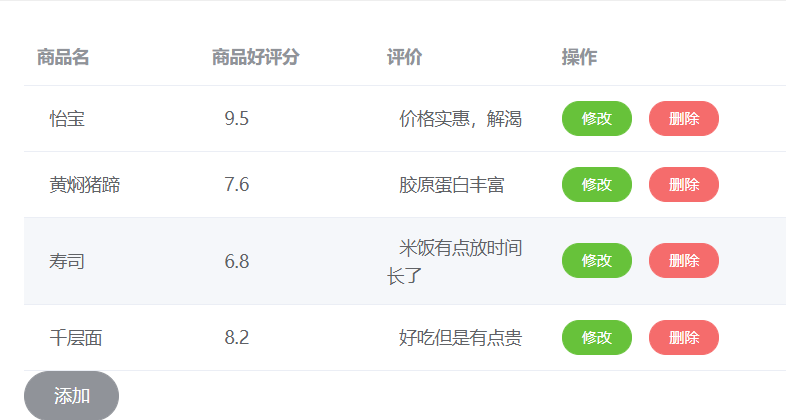 商品名 商品好评分 评价 操作
怡宝 9.5 价格实惠，解渴 修改 删除
黄焖猪蹄 7.6 胶原蛋白丰富 修改 删除
寿司 6.8 米饭有点放时间
长了 修改 删除
千层面 8.2 好吃但是有点贵 修改 删除
添加